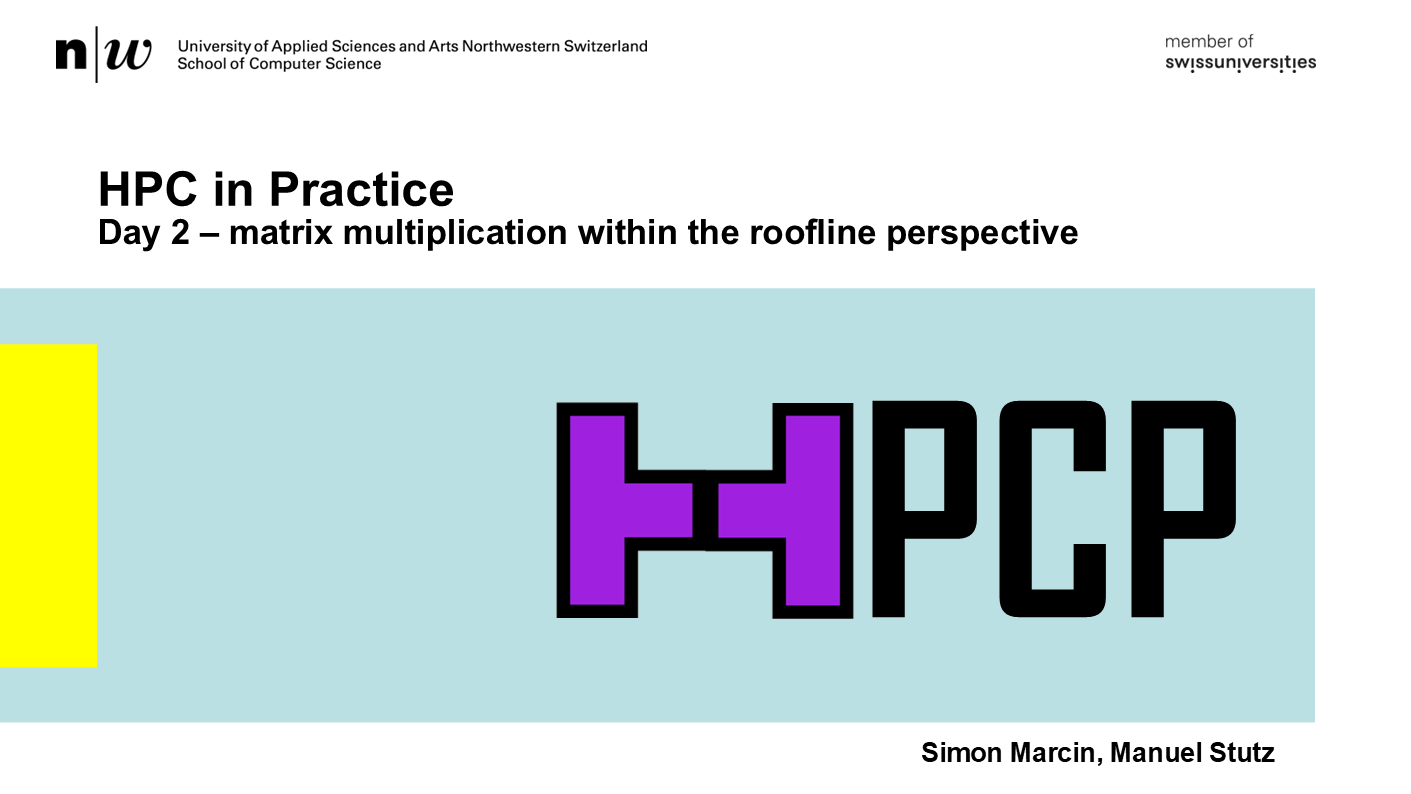 n|w University of Applied Sciences and Arts Northwestern Switzerland
School of Computer Science
member of
swissuniversities
HPC in Practice
Day 2 – matrix multiplication within the roofline perspective
HPCP
Simon Marcin, Manuel Stutz